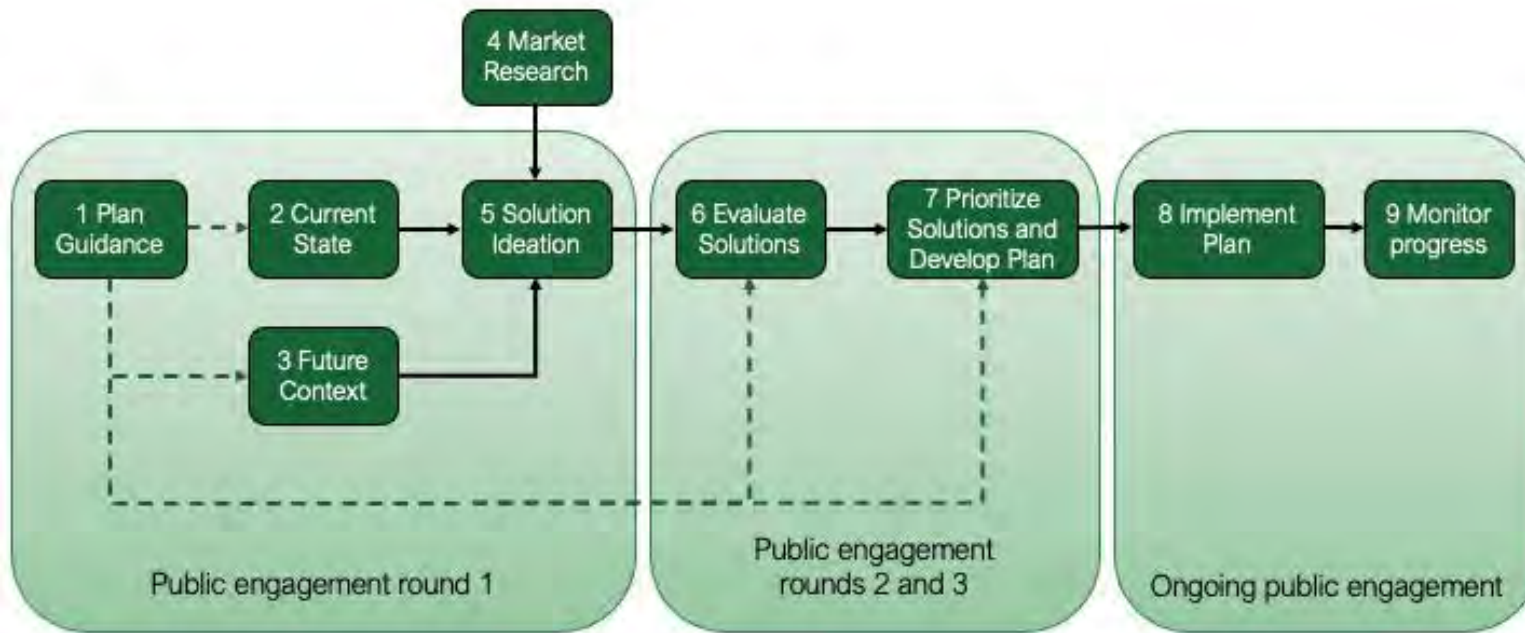 4 Market
Research
1 Plan
Guidance
2 Current
State
5 Solution
Ideation
6 Evaluate
Solutions
7 Prioritize
Solutions and
Develop Plan
8 Implement
Plan
9 Monitor
progress
3 Future
Context
Public engagement round 1
Public engagement
rounds 2 and 3
Ongoing public engagement